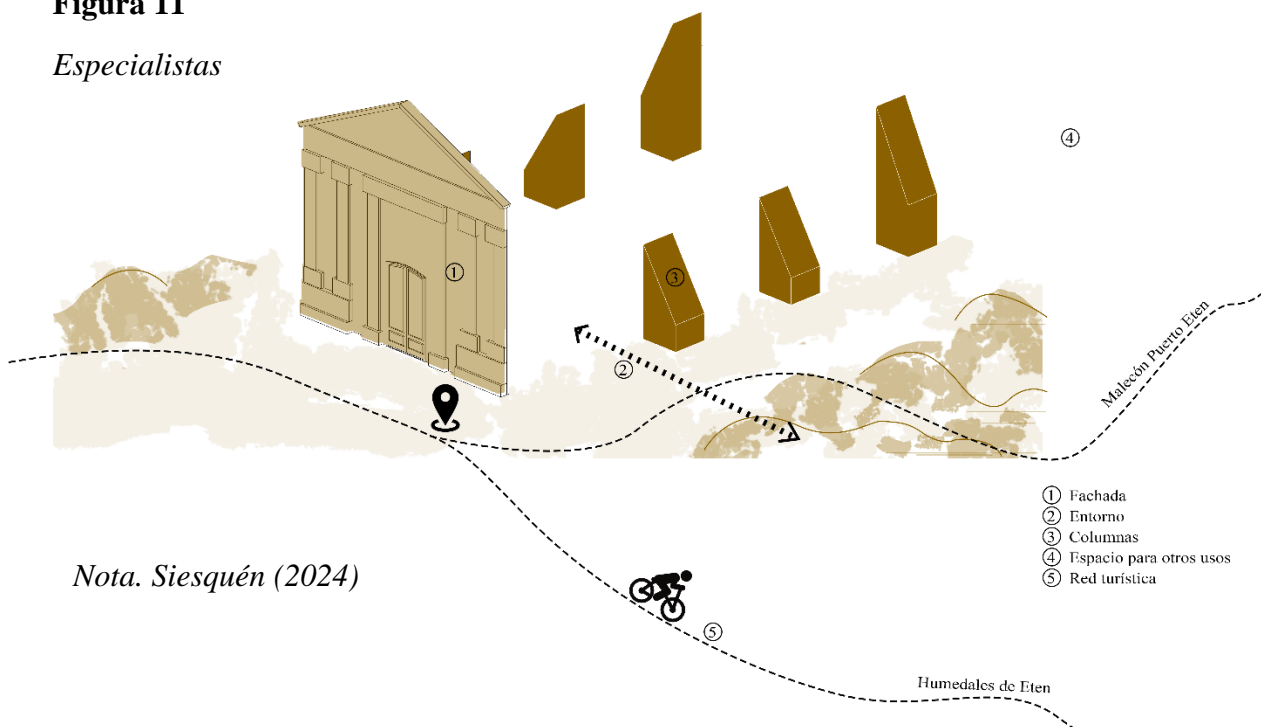 Figura 11
Especialistas
④
①
③
②
Malecón Puerto Eten
① Fachada
② Entorno
③ Columnas
④ Espacio para otros usos
⑤ Red turística
Nota. Siesquén (2024)
⑤
Humedales de Eten